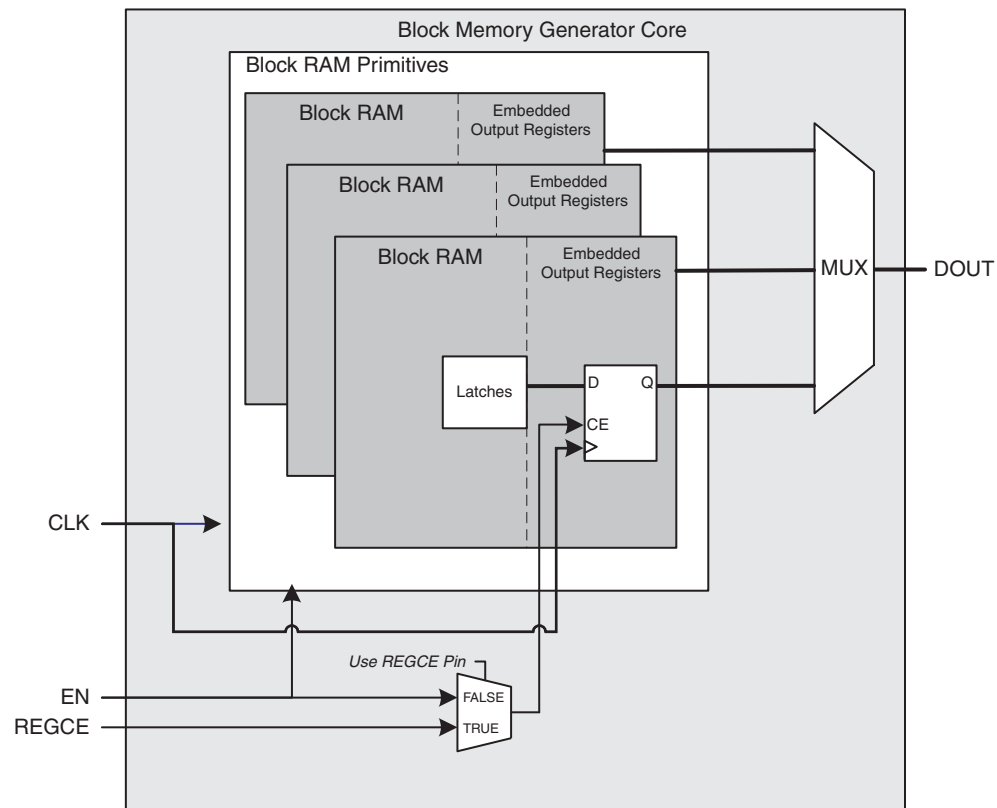 Block Memory Generator Core
Block RAM Primitives
Block RAM
Embedded
Output Registers
Block RAM
Embedded
Output Registers
Block RAM
Embedded
Output Registers
MUX
DOUT
Latches
D
Q
CE
CLK
Use REGCE Pin
EN
FALSE
REGCE
TRUE